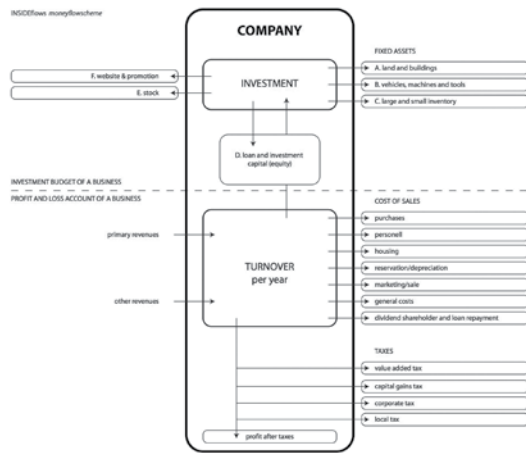 INSIDEflows moneyflowscheme
COMPANY
FIXED ASSETS
F. website & promotion
E. stock
INVESTMENT
A. land and buildings
B. vehicles, machines and tools
C. large and small inventory
D. loan and investment
capital (equity)
INVESTMENT BUDGET OF A BUSINESS
PROFIT AND LOSS ACCOUNT OF A BUSINESS
COST OF SALES
primary revenues
other revenues
TURNOVER
per year
purchases
personell
housing
reservation/depreciation
marketing/sale
general costs
dividend shareholder and loan repayment
TAXES
value added tax
capital gains tax
corporate tax
local tax
profit after taxes